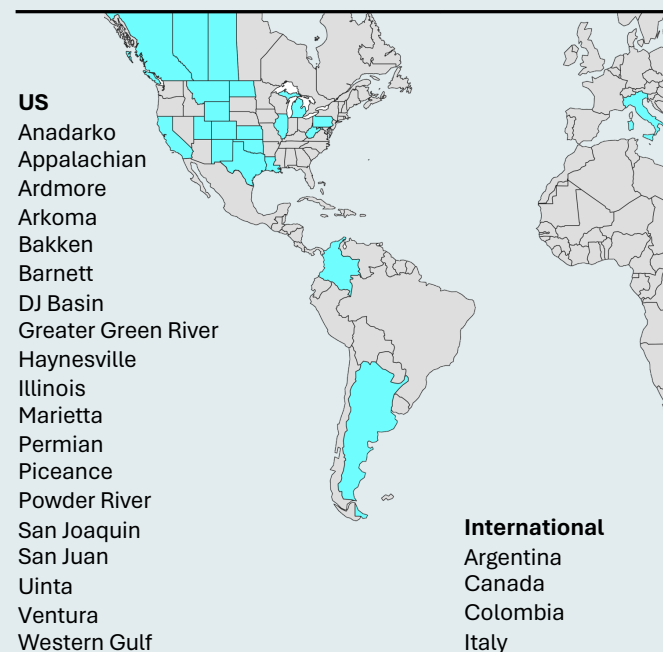 US
Anadarko
Appalachian
Ardmore
Arkoma
Bakken
Barnett
DJ Basin
Greater Green River
Haynesville
Illinois
Marietta
Permian
Piceance
Powder River
San Joaquin
San Juan
Uinta
Ventura
Western Gulf
International
Argentina
Canada
Colombia
Italy